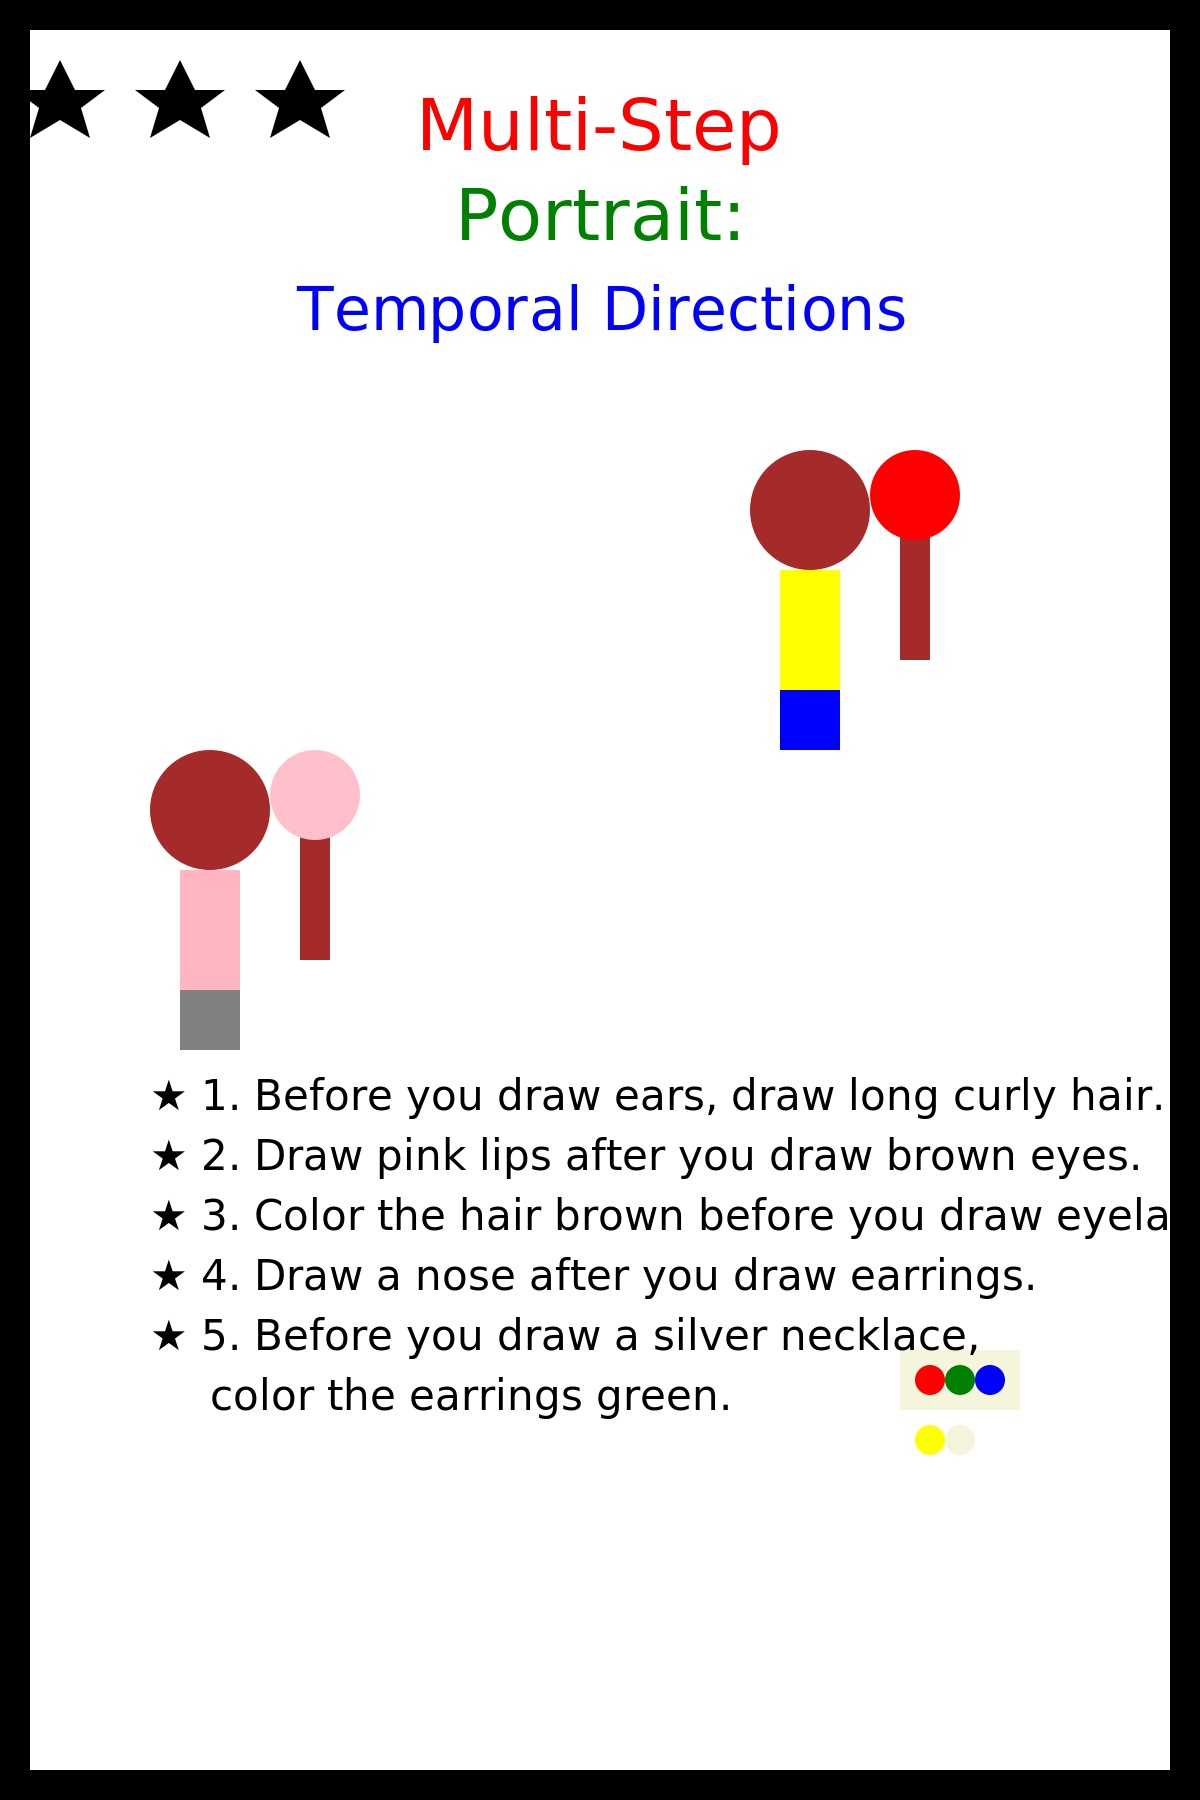 Multi-Step
Portrait:
Temporal Directions
★ 1. Before you draw ears, draw long curly hair.
★ 2. Draw pink lips after you draw brown eyes.
★ 3. Color the hair brown before you draw
★ 4. Draw a nose after you draw earrings.
★ 5. Before you draw a silver necklace,
color the earrings green.